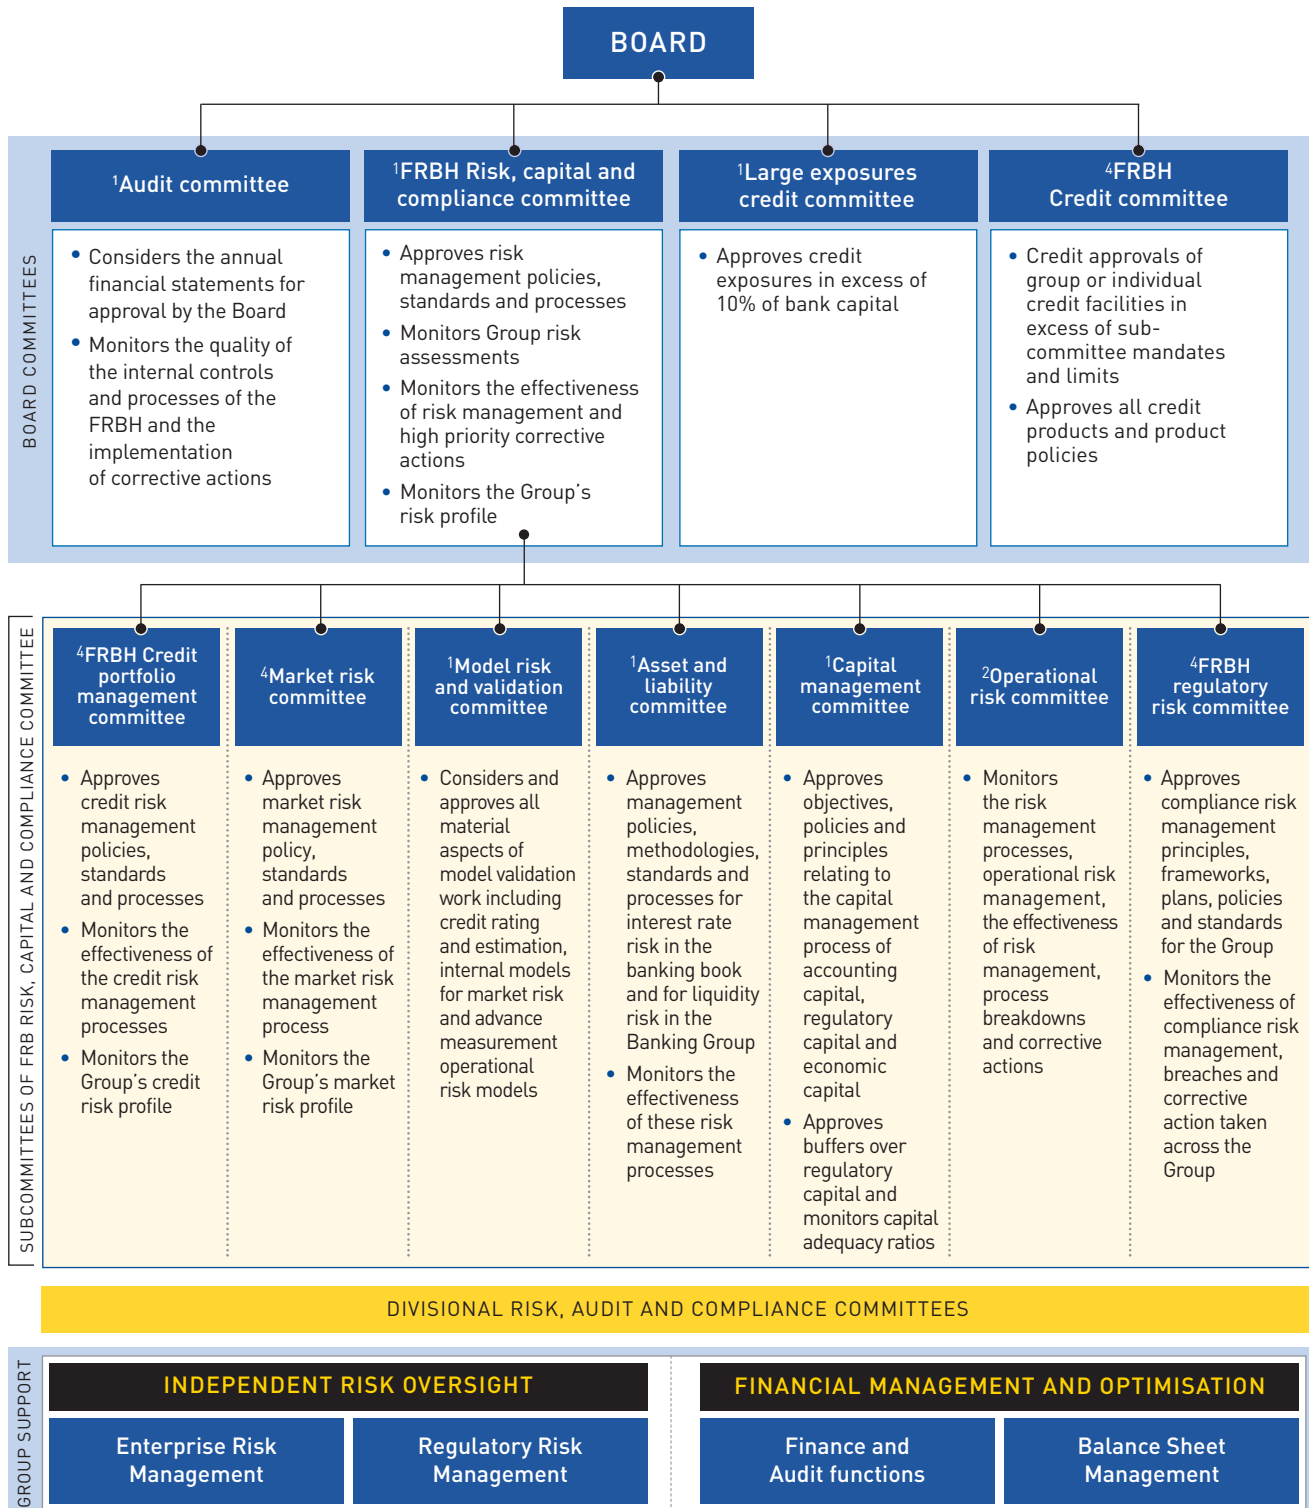 BOARD
BOARD COMMITTEES
1Audit committee
• Considers the annual
financial statements for
approval by the Board
• Monitors the quality of
the internal controls
and processes of the
FRBH and the
implementation
of corrective actions
1FRBH Risk, capital and
compliance committee
• Approves risk
management policies,
standards and processes
• Monitors Group risk
assessments
• Monitors the effectiveness
of risk management and
high priority corrective
actions
• Monitors the Group's
risk profile
1Large exposures
credit committee
• Approves credit
exposures in excess of
10% of bank capital
4FRBH
Credit committee
• Credit approvals of
group or individual
credit facilities in
excess of sub-
committee mandates
and limits
• Approves all credit
products and product
policies
SUBCOMMITTEES OF FRB RISK, CAPITAL AND COMPLIANCE COMMITTEE
4FRBH Credit
portfolio
management
committee
• Approves
credit risk
management
policies,
standards
and processes
• Monitors the
effectiveness of
the credit risk
management
processes
• Monitors the
Group's credit
risk profile
4Market risk
committee
• Approves
market risk
management
policy,
standards
and processes
• Monitors the
effectiveness of
the market risk
management
process
• Monitors the
Group's market
risk profile
1Model risk
and validation
committee
• Considers and
approves all
material
aspects of
model validation
work including
credit rating
and estimation,
internal models
for market risk
and advance
measurement
operational
risk models
1Asset and
liability
committee
• Approves
management
policies,
methodologies,
standards and
processes for
interest rate
risk in the
banking book
and for liquidity
risk in the
Banking Group
• Monitors the
effectiveness
of these risk
management
processes
1Capital
management
committee
• Approves
objectives,
policies and
principles
relating to
the capital
management
process of
accounting
capital,
regulatory
capital and
economic
capital
• Approves
buffers over
regulatory
capital and
monitors capital
adequacy ratios
2Operational
risk committee
• Monitors
the risk
management
processes,
operational risk
management,
the effectiveness
of risk
management,
process
breakdowns
and corrective
actions
4FRBH
regulatory
risk committee
• Approves
compliance risk
management
principles,
frameworks,
plans, policies
and standards
for the Group
• Monitors the
effectiveness of
compliance risk
management,
breaches and
corrective
action taken
across the
Group
DIVISIONAL RISK, AUDIT AND COMPLIANCE COMMITTEES
GROUP SUPPORT
INDEPENDENT RISK OVERSIGHT
Enterprise Risk
Management
Regulatory Risk
Management
FINANCIAL MANAGEMENT AND OPTIMISATION
Finance and
Audit functions
Balance Sheet
Management